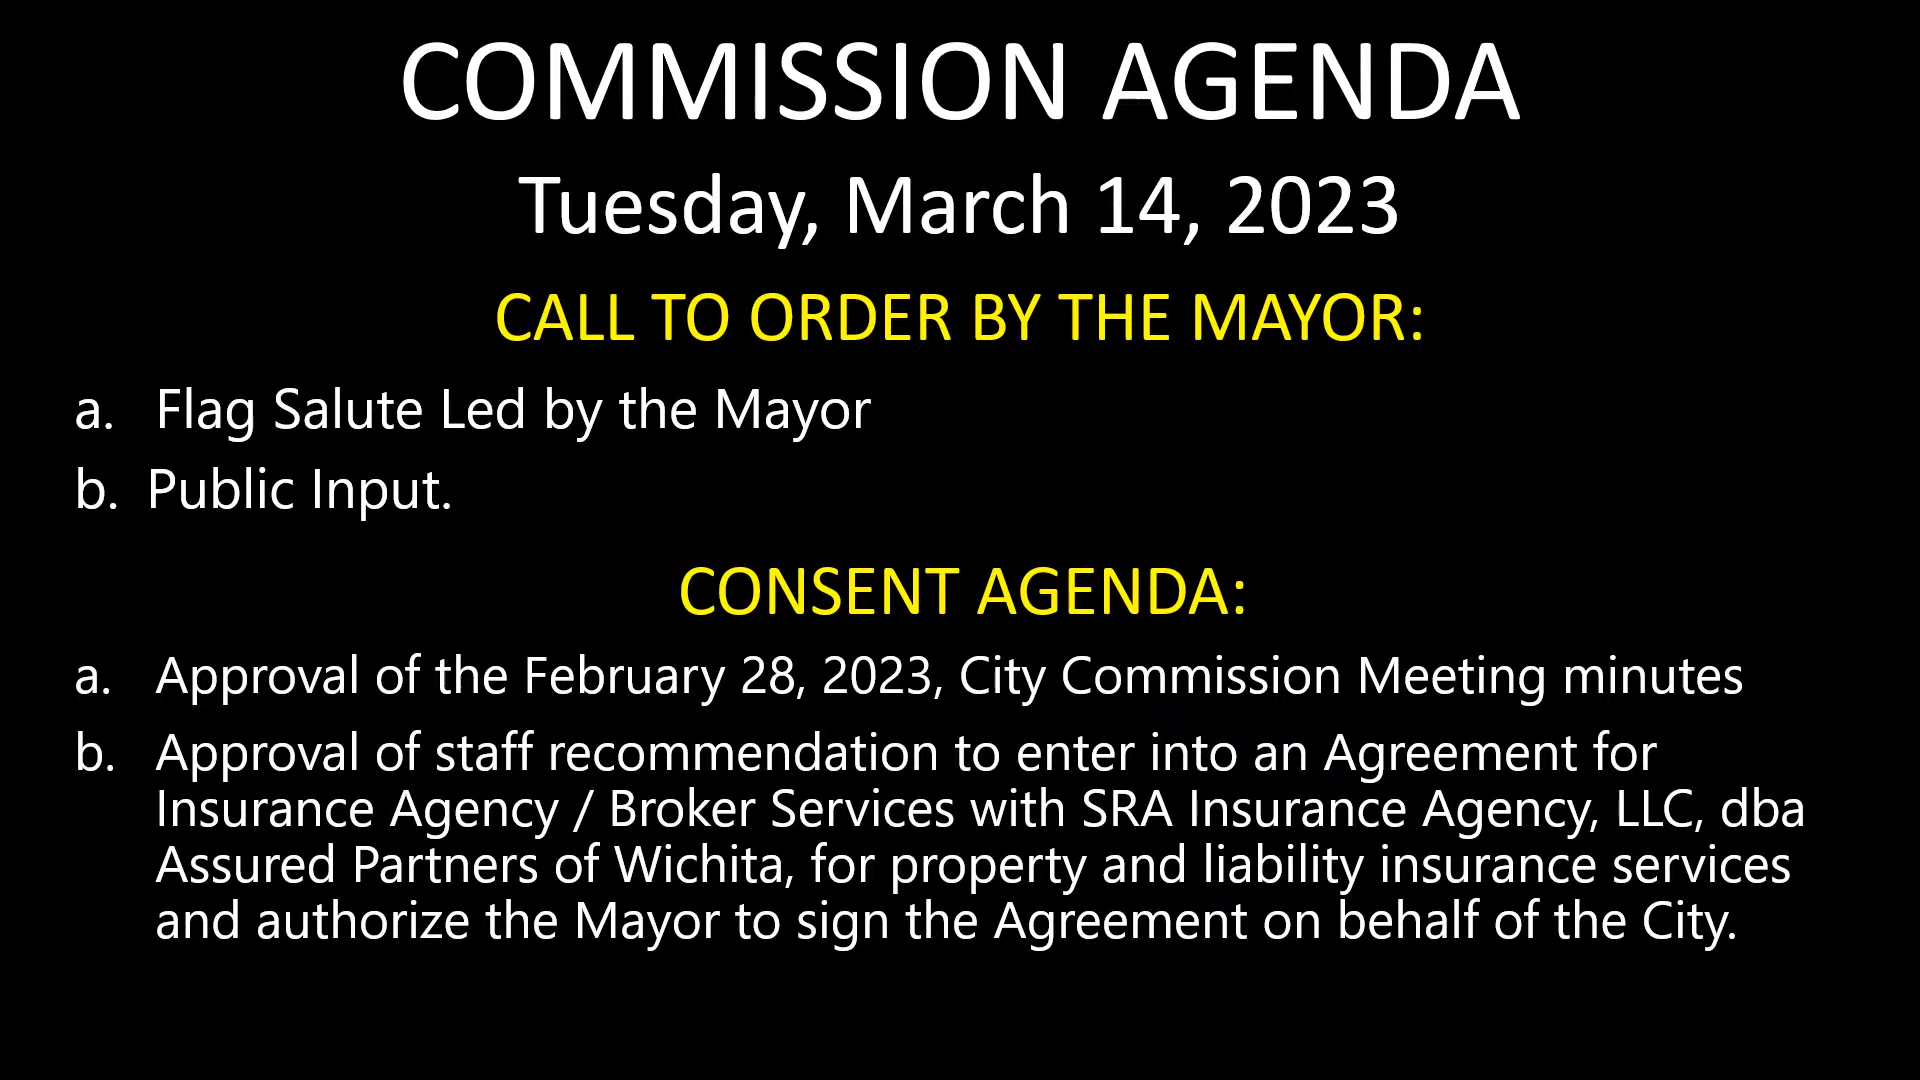 COMMISSION AGENDA
Tuesday, March 14, 2023
CALL TO ORDER BY THE MAYOR:
a. Flag Salute Led by the Mayor
b. Public Input.
CONSENT AGENDA:
a. Approval of the February 28, 2023, City Commission Meeting minutes
b. Approval of staff recommendation to enter into an Agreement for
Insurance Agency / Broker Services with SRA Insurance Agency, LLC, dba
Assured Partners of Wichita, for property and liability insurance services
and authorize the Mayor to sign the Agreement on behalf of the City.